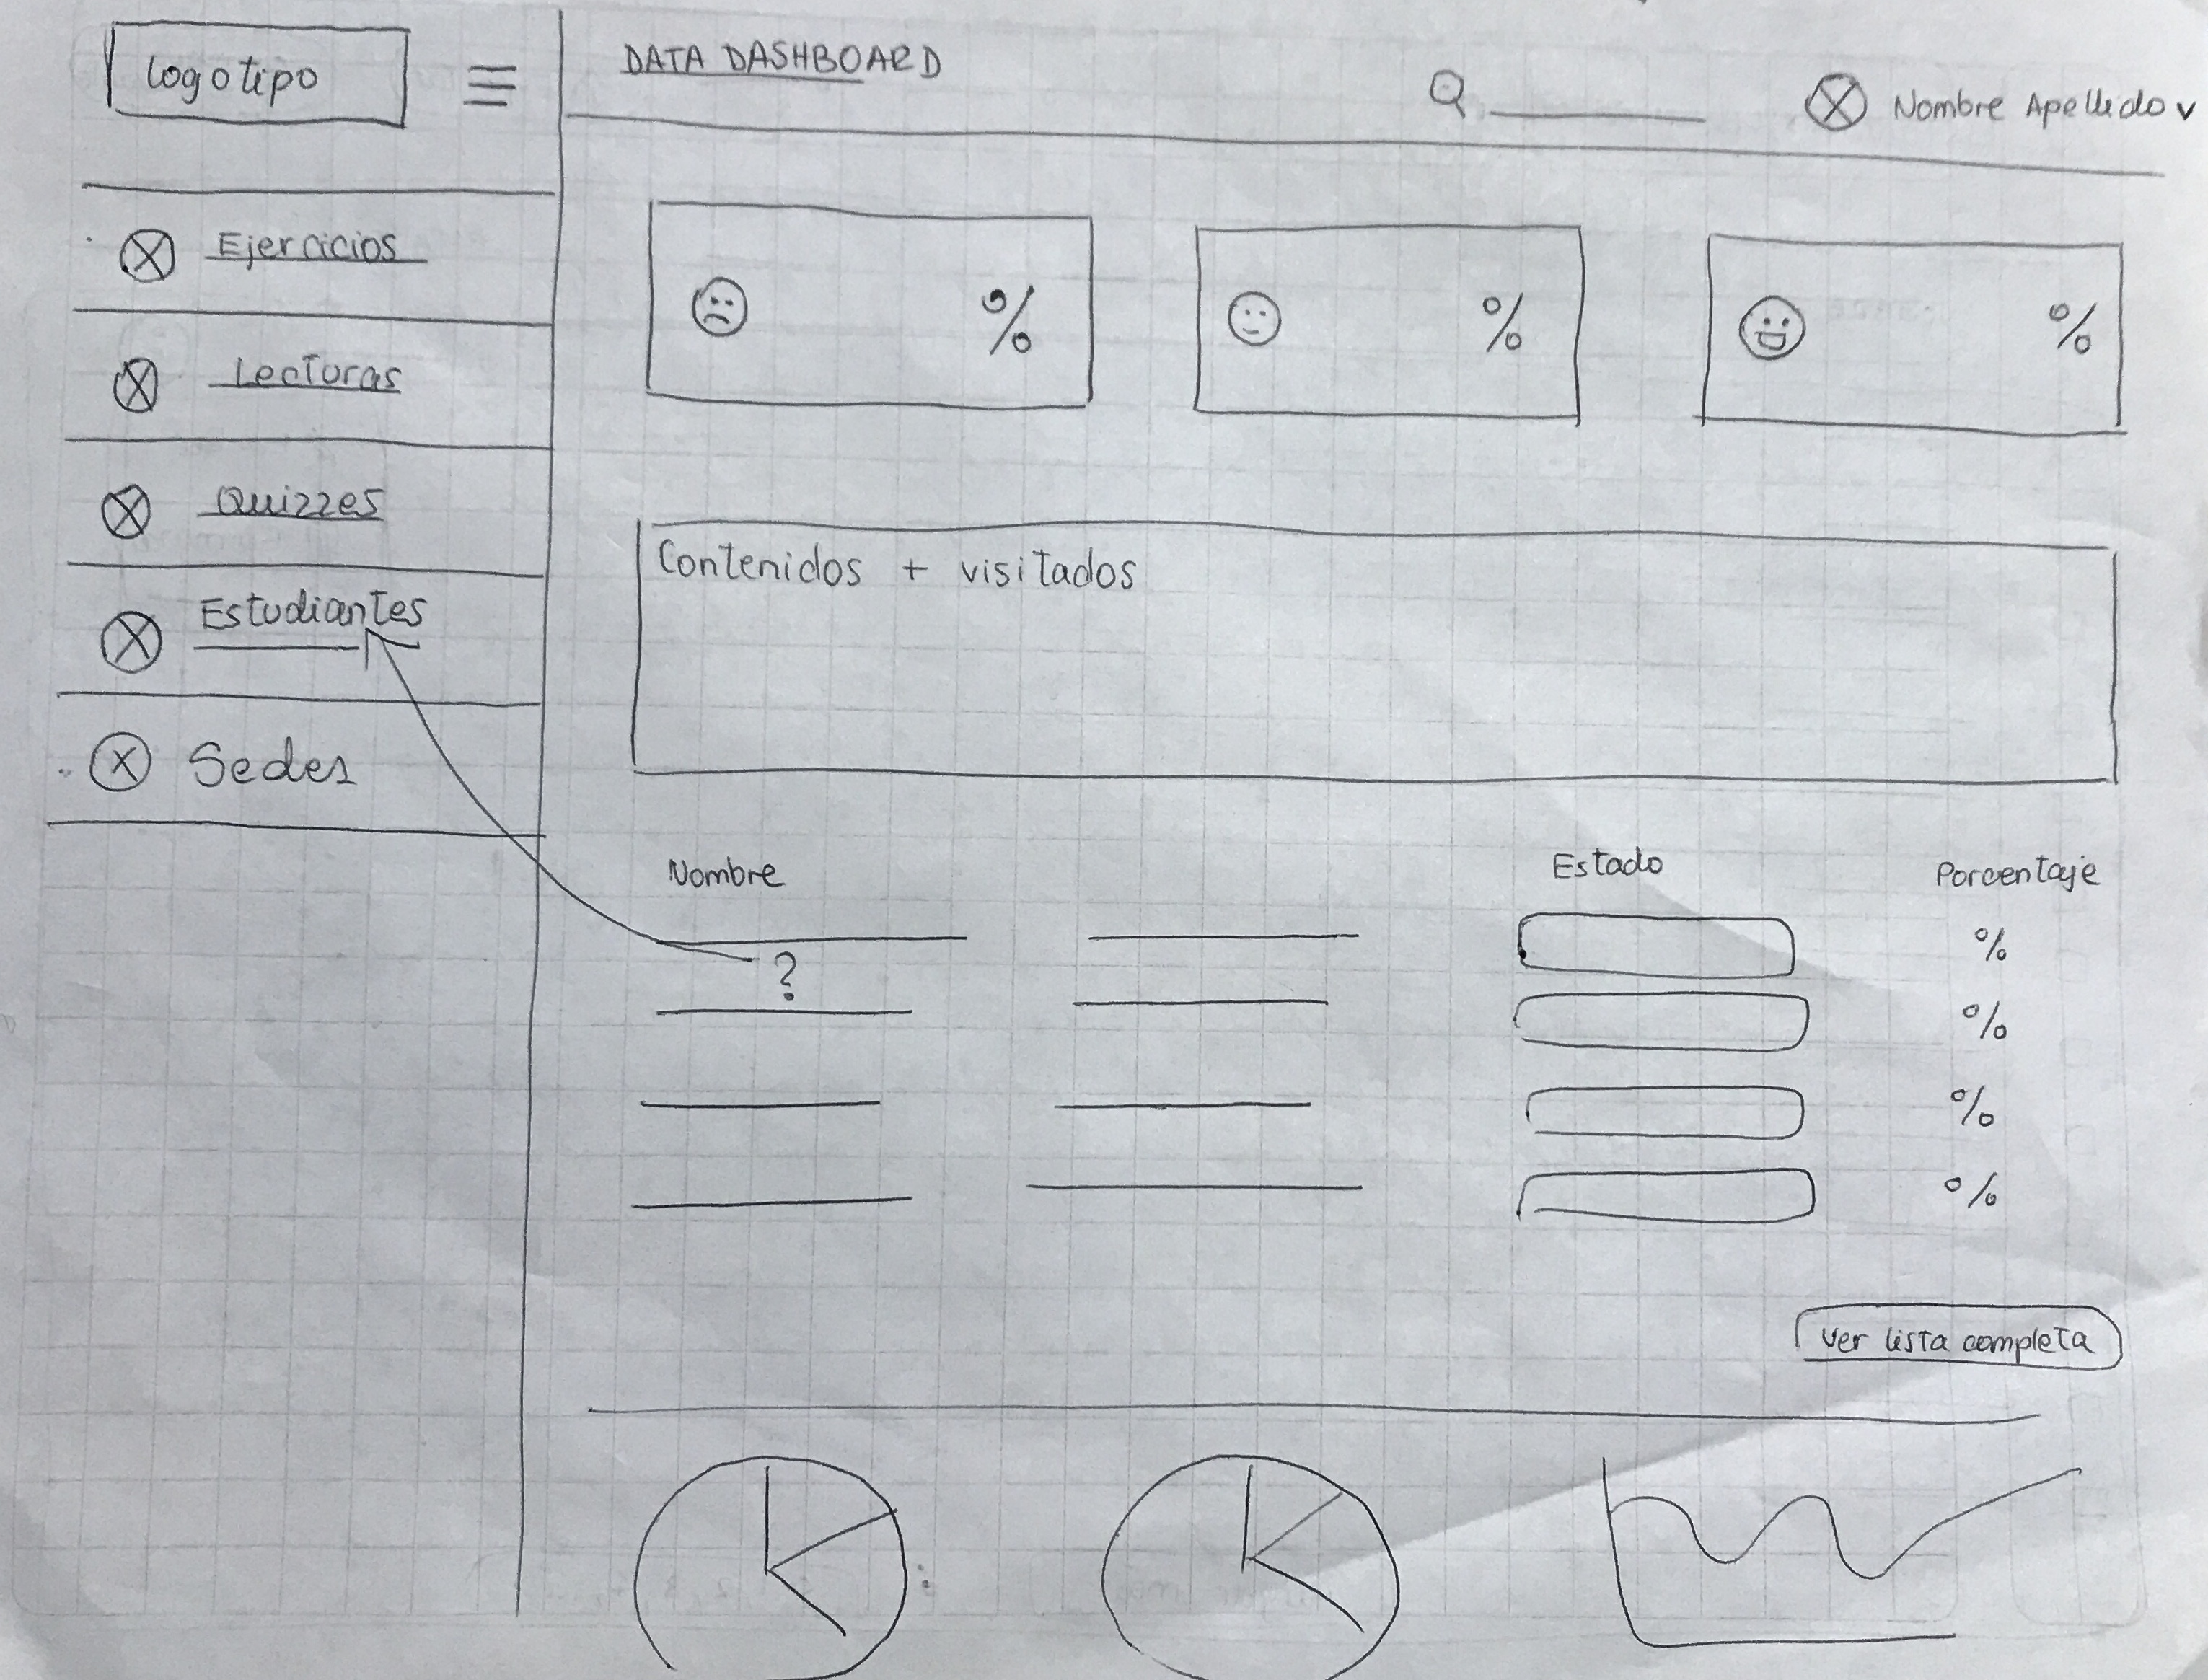 Logotipo
DATA DASHBOARD
Nombre Apellido v
Ejercicios
Lecturas
Quizzes
Estudiantes
Sedes
%
%
%
Contenidos + visitados
Nombre
Estado
Porcentaje
?
%
%
%
%
Ver lista completa